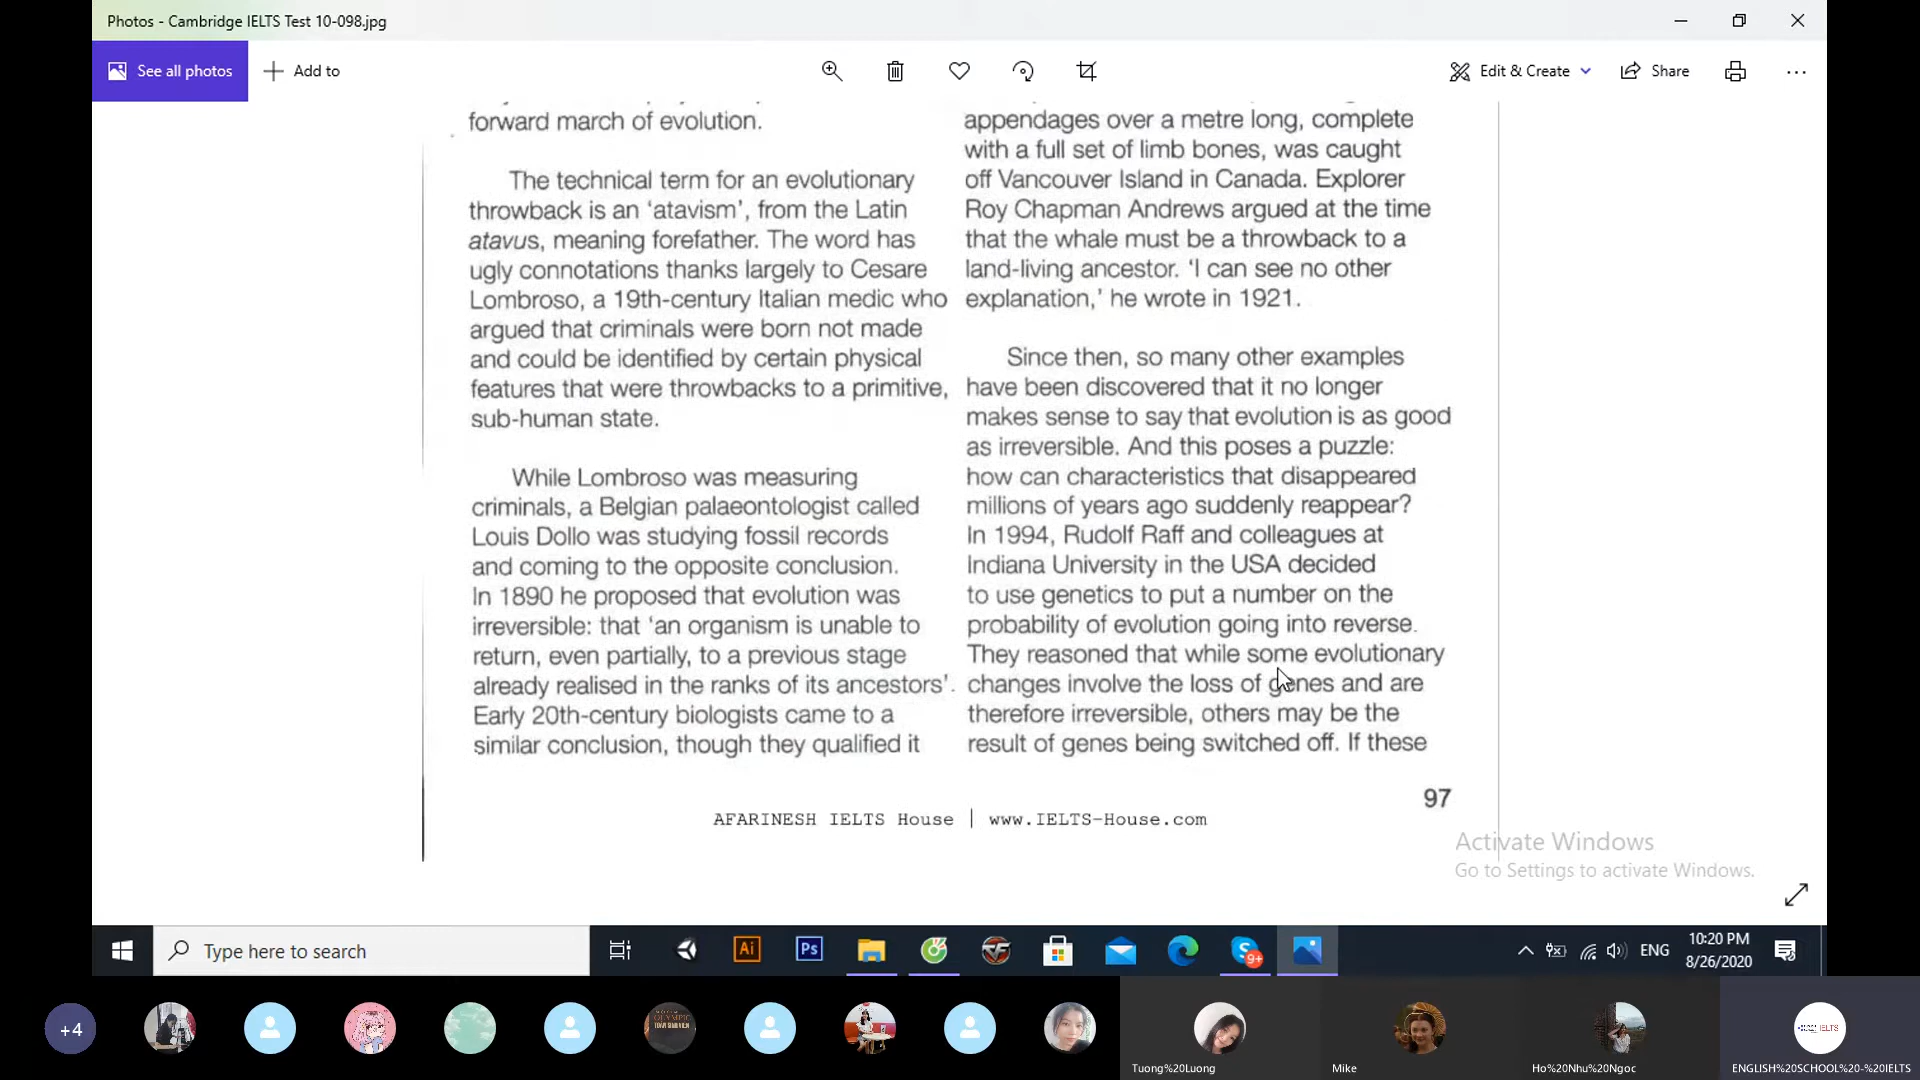 Photos - Cambridge IELTS Test 10-098.jpg
See all photos
Add to
Edit & Create
Share
forward march of evolution.
The technical term for an evolutionary
throwback is an ‘atavism’, from the Latin
atavus, meaning forefather. The word has
ugly connotations thanks largely to Cesare
Lombroso, a 19th-century Italian medic who
argued that criminals were born not made
and could be identified by certain physical
features that were throwbacks to a primitive,
sub-human state.
While Lombroso was measuring
criminals, a Belgian palaeontologist called
Louis Dollo was studying fossil records
and coming to the opposite conclusion.
In 1890 he proposed that evolution was
irreversible: that ‘an organism is unable to
return, even partially, to a previous stage
already realised in the ranks of its ancestors’.
Early 20th-century biologists came to a
similar conclusion, though they qualified it
appendages over a metre long, complete
with a full set of limb bones, was caught
off Vancouver Island in Canada. Explorer
Roy Chapman Andrews argued at the time
that the whale must be a throwback to a
land-living ancestor. ‘I can see no other
explanation,’ he wrote in 1921.
Since then, so many other examples
have been discovered that it no longer
makes sense to say that evolution is as good
as irreversible. And this poses a puzzle:
how can characteristics that disappeared
millions of years ago suddenly reappear?
In 1994, Rudolf Raff and colleagues at
Indiana University in the USA decided
to use genetics to put a number on the
probability of evolution going into reverse.
They reasoned that while some evolutionary
changes involve the loss of genes and are
therefore irreversible, others may be the
result of genes being switched off. If these
97
AFARINESH IELTS House | www.IELTS-House.com
Activate Windows
Go to Settings to activate Windows.
Type here to search
Ai
Ps
S
9+
ENG
10:20 PM
8/26/2020
+4
Tuong%20Luong
Mike
Ho%20Nhu%20Ngoc
ENGLISH%20SCHOOL%20-%20IELTS